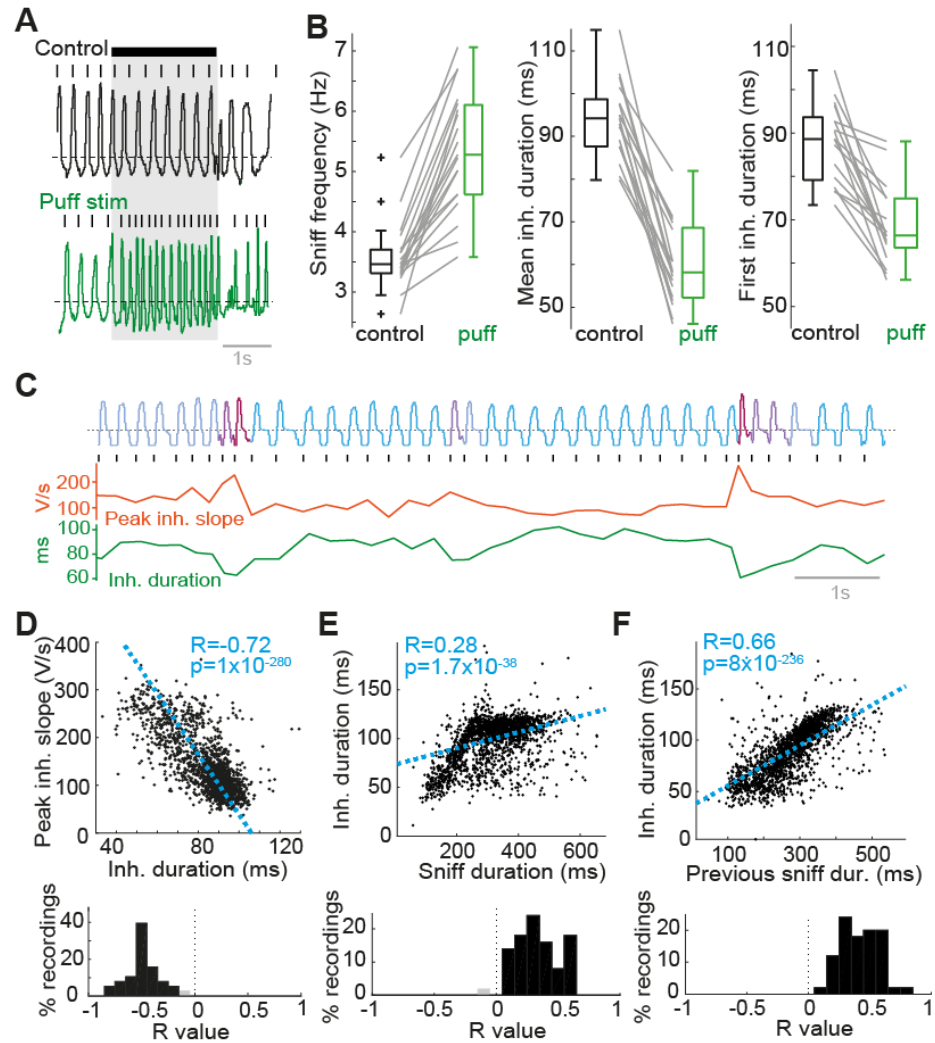 A
Control
Puff stim
1s
B
Sniff frequency (Hz)
7
6
5
4
3
control
puff
Mean inh. duration (ms)
110
90
70
50
control
puff
First inh. duration (ms)
110
90
70
50
control
puff
C
V/s
200
100
Peak inh. slope
ms
100
80
60
Inh. duration
1s
D
R=-0.72
p=1x10-280
Peak inh. slope (V/s)
400
300
200
100
0
40 80 120
Inh. duration (ms)
% recordings
40
20
0
-1 -0.5 0 0.5 1
R value
E
R=0.28
p=1.7x10-38
Inh. duration (ms)
150
100
50
0
200 400 600
Sniff duration (ms)
% recordings
20
10
0
-1 -0.5 0 0.5 1
R value
F
R=0.66
p=8x10-236
Inh. duration (ms)
150
100
50
0
100 300 500
Previous sniff dur. (ms)
% recordings
20
10
0
-1 -0.5 0 0.5 1
R value